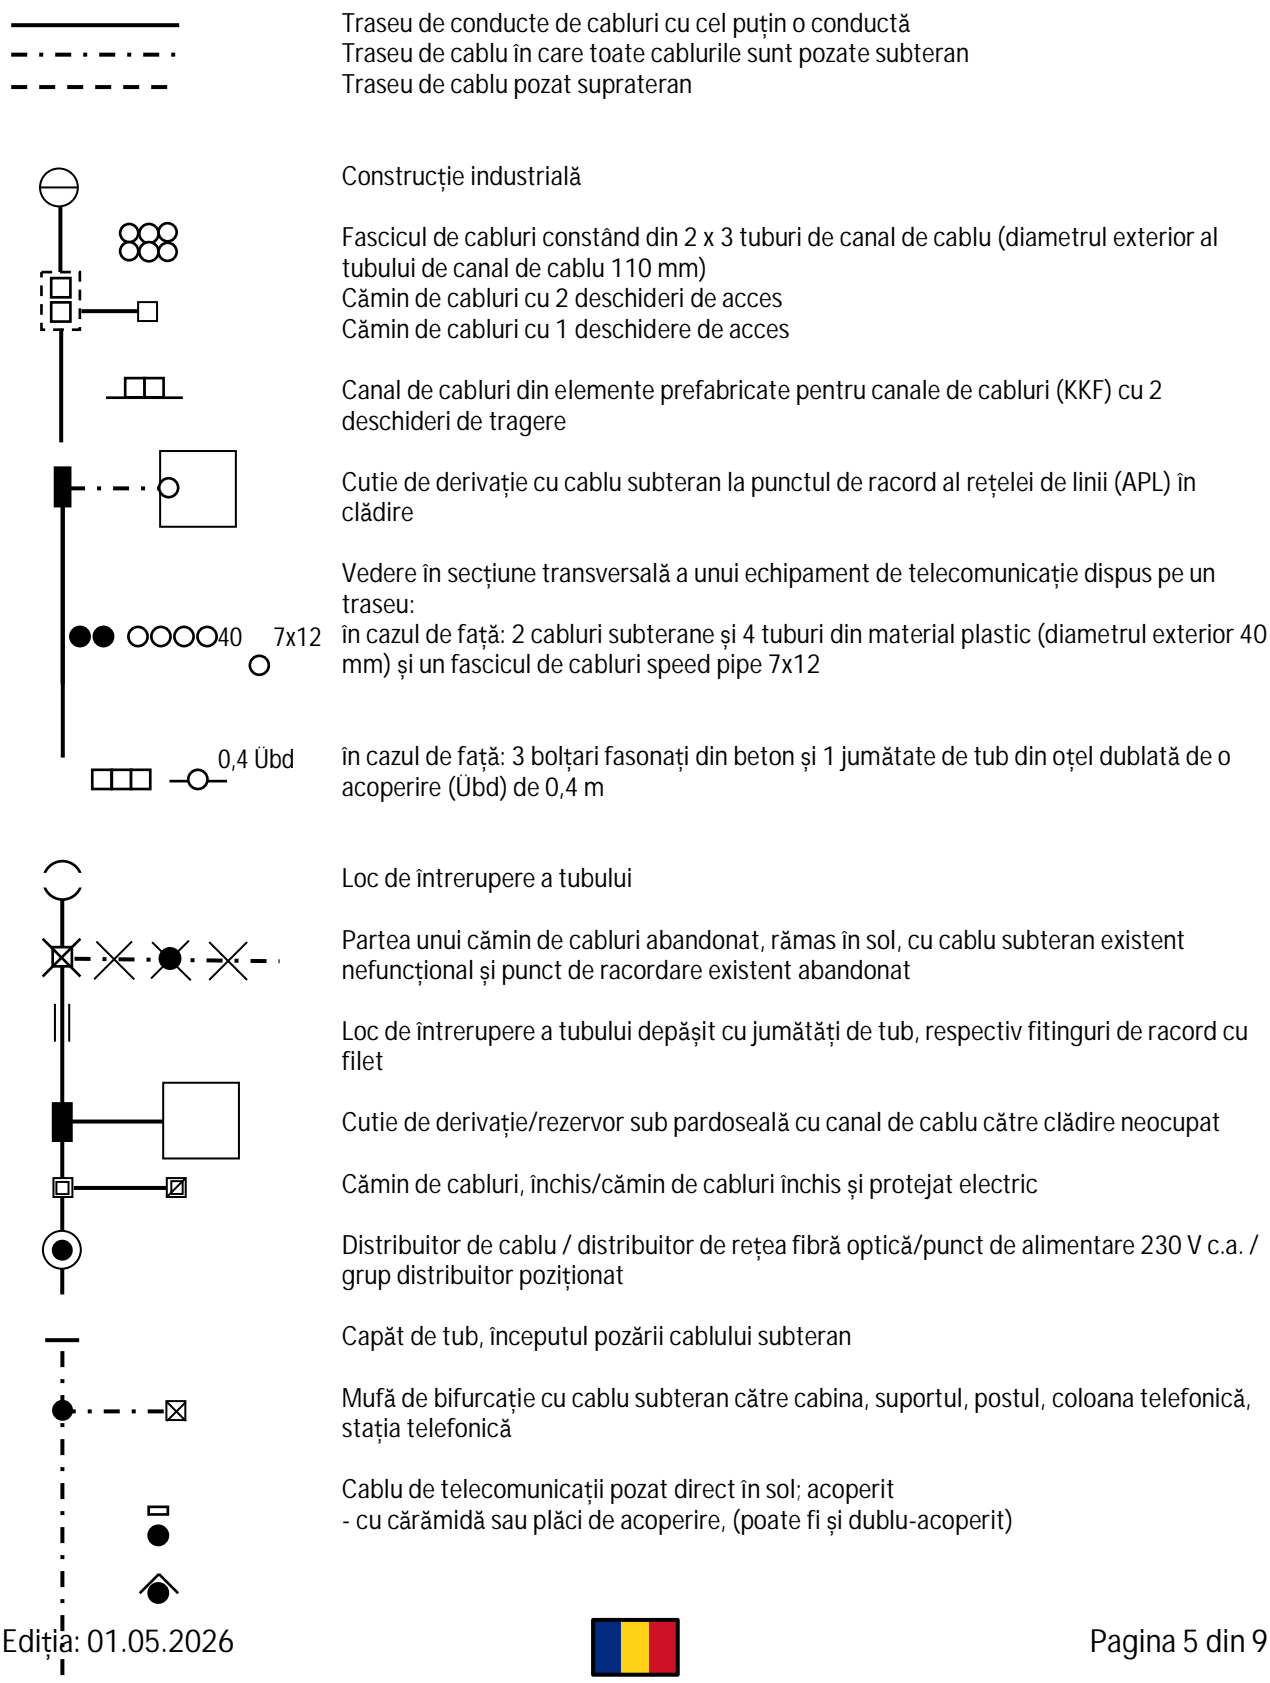 Traseu de conducte de cabluri cu cel puțin o conductă
Traseu de cablu în care toate cablurile sunt pozate subteran
Traseu de cablu pozat suprateran
Construcție industrială
Fascicul de cabluri constând din 2 x 3 tuburi de canal de cablu (diametrul exterior al
tubului de canal de cablu 110 mm)
Cămin de cabluri cu 2 deschideri de acces
Cămin de cabluri cu 1 deschidere de acces
Canal de cabluri din elemente prefabricate pentru canale de cabluri (KKF) cu 2
deschideri de tragere
Cutie de derivație cu cablu subteran la punctul de racord al rețelei de linii (APL) în
clădire
Vedere în secțiune transversală a unui echipament de telecomunicație dispus pe un
traseu:
40 7x12 în cazul de față: 2 cabluri subterane și 4 tuburi din material plastic (diametrul exterior 40
mm) și un fascicul de cabluri speed pipe 7x12
0,4 Übd în cazul de față: 3 bolțari fasonați din beton și 1 jumătate de tub din oțel dublată de o
acoperire (Übd) de 0,4 m
Loc de întrerupere a tubului
Partea unui cămin de cabluri abandonat, rămas în sol, cu cablu subteran existent
nefuncțional și punct de racordare existent abandonat
Loc de întrerupere a tubului depășit cu jumătăți de tub, respectiv fitinguri de racord cu
filet
Cutie de derivație/rezervor sub pardoseală cu canal de cablu către clădire neocupat
Cămin de cabluri, închis/cămin de cabluri închis și protejat electric
Distribuitor de cablu / distribuitor de rețea fibră optică/punct de alimentare 230 V c.a. /
grup distribuitor poziționat
Capăt de tub, începutul pozării cablului subteran
Mufă de bifurcație cu cablu subteran către cabina, suportul, postul, coloana telefonică,
stația telefonică
Cablu de telecomunicații pozat direct în sol; acoperit
- cu cărămidă sau plăci de acoperire, (poate fi și dublu-acoperit)
Ediția: 01.05.2026 Pagina 5 din 9